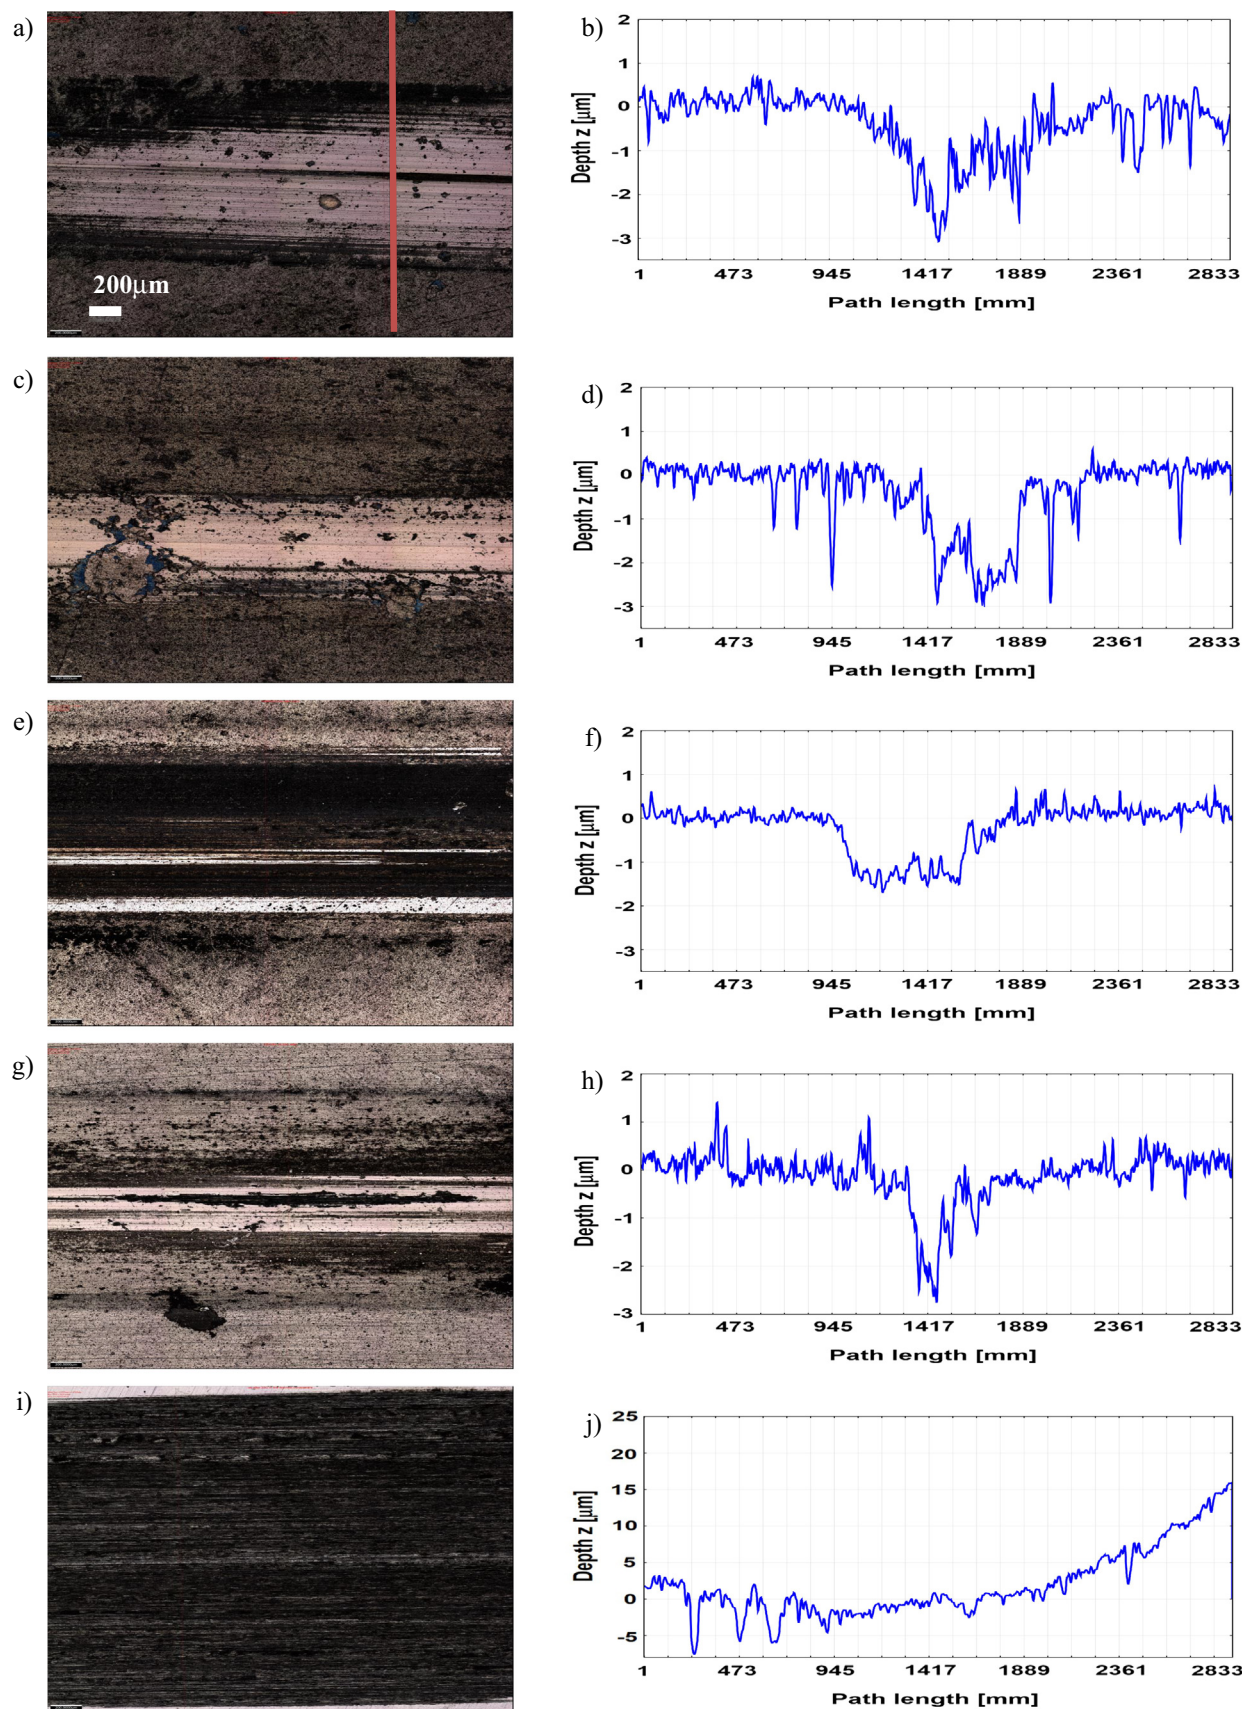 a)
200μm
b)
2
1
0
-1
-2
-3
Depth z [μm]
1 473 945 1417 1889 2361 2833
Path length [mm]
c)
d)
2
1
0
-1
-2
-3
Depth z [μm]
1 473 945 1417 1889 2361 2833
Path length [mm]
e)
f)
2
1
0
-1
-2
-3
Depth z [μm]
1 473 945 1417 1889 2361 2833
Path length [mm]
g)
h)
2
1
0
-1
-2
-3
Depth z [μm]
1 473 945 1417 1889 2361 2833
Path length [mm]
i)
j)
25
20
15
10
5
0
-5
Depth z [μm]
1 473 945 1417 1889 2361 2833
Path length [mm]